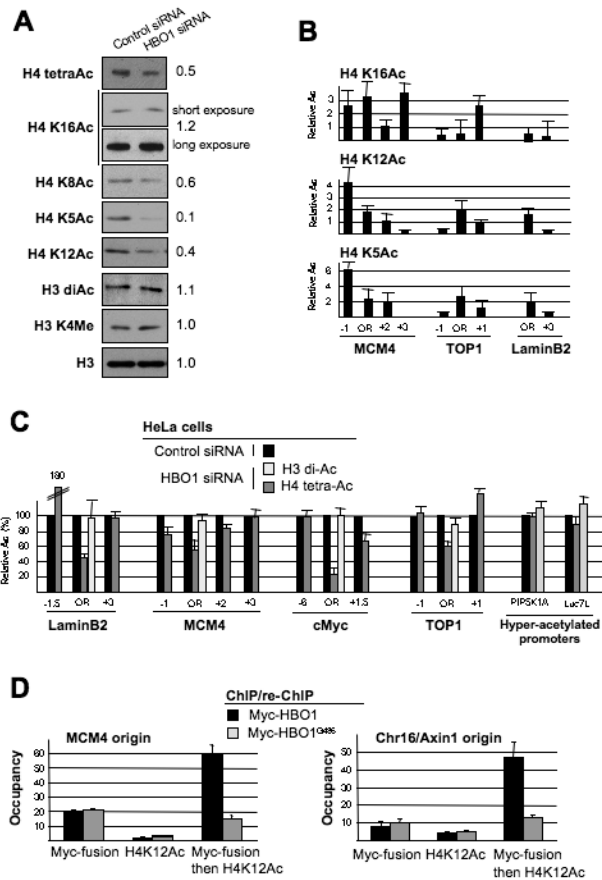 A
Control siRNA
HBO1 siRNA
H4 tetraAc
0.5
H4 K16Ac
short exposure
1.2
long exposure
H4 K8Ac
0.6
H4 K5Ac
0.1
H4 K12Ac
0.4
H3 diAc
1.1
H3 K4Me
1.0
H3
1.0
B
H4 K16Ac
Relative Ac
3
2
1
H4 K12Ac
Relative Ac
4
3
2
1
H4 K5Ac
Relative Ac
6
4
2
-1 OR +2 +3
-1 OR +1
OR +3
MCM4
TOP1
LaminB2
C
HeLa cells
Control siRNA
HBO1 siRNA
H3 di-Ac
H4 tetra-Ac
180
Relative Ac (%)
100
80
60
40
20
-1.5 OR +3
-1 OR +2 +3
-6 OR +1.5
-1 OR +1
PIP5K1A Luc7L
LaminB2
MCM4
cMyc
TOP1
Hyper-acetylated
promoters
D
ChIP/re-ChIP
Myc-HBO1
Myc-HBO1G485
MCM4 origin
Occupancy
60
50
40
30
20
10
Myc-fusion
H4K12Ac
Myc-fusion
then H4K12Ac
Chr16/Axin1 origin
Occupancy
50
40
30
20
10
Myc-fusion
H4K12Ac
Myc-fusion
then H4K12Ac